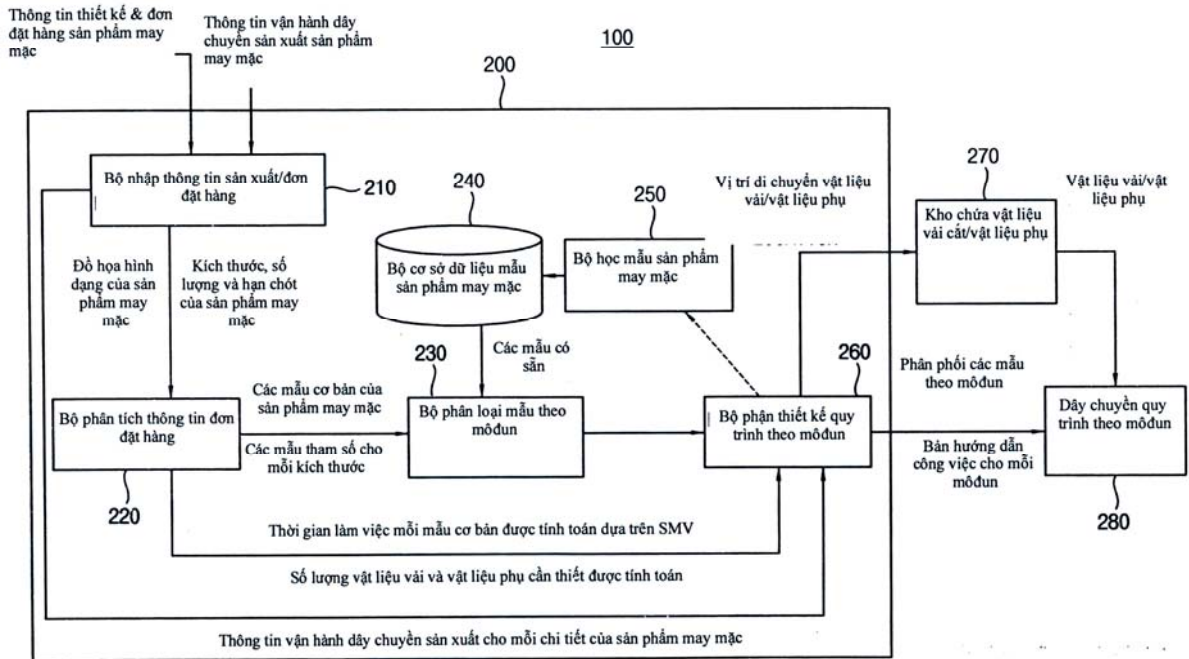 Thông tin thiết kế & đơn
đặt hàng sản phẩm may
mặc
Thông tin vận hành dây
chuyền sản xuất sản phẩm
may mặc
100
200
Bộ nhập thông tin sản xuất/đơn
đặt hàng
210
240
250
Vị trí di chuyển vật liệu
vải/vật liệu phụ
270
Vật liệu vải/vật
liệu phụ
Kho chứa vật liệu
vải cắt/vật liệu phụ
Đồ họa hình
dạng của sản
phẩm may
mặc
Kích thước, số
lượng và hạn chót
của sản phẩm may
mặc
Bộ cơ sở dữ liệu mẫu
sản phẩm may mặc
Bộ học mẫu sản phẩm
may mặc
230
Các mẫu có
sẵn
260
Phân phối các mẫu
theo môđun
Bộ phân tích thông tin đơn
đặt hàng
220
Các mẫu cơ bản của
sản phẩm may mặc
Các mẫu tham số cho
mỗi kích thước
Bộ phân loại mẫu theo
môđun
Bộ phận thiết kế quy
trình theo môđun
Bản hướng dẫn
công việc cho mỗi
môđun
Dây chuyền quy
trình theo môđun
280
Thời gian làm việc mỗi mẫu cơ bản được tính toán dựa trên SMV
Số lượng vật liệu vải và vật liệu phụ cần thiết được tính toán
Thông tin vận hành dây chuyền sản xuất cho mỗi chi tiết của sản phẩm may mặc